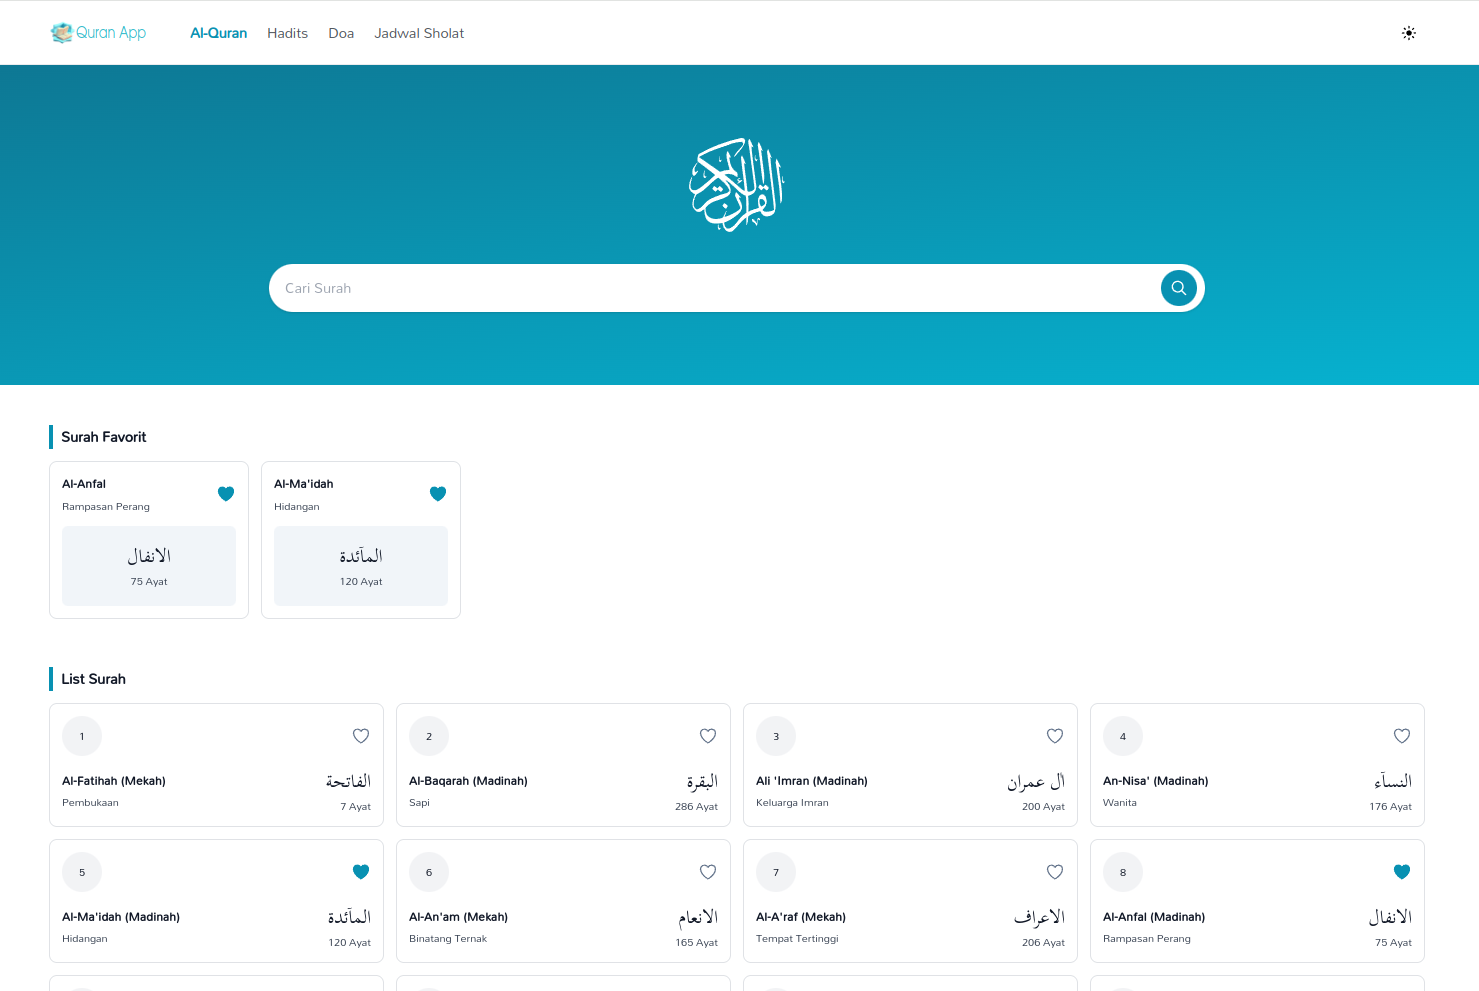 Quran App
Al-Quran
Hadits
Doa
Jadwal Sholat
القرآن الكريم
Cari Surah
Surah Favorit
Al-Anfal
Rampasan Perang
الانفال
75 Ayat
Al-Ma'idah
Hidangan
المآئدة
120 Ayat
List Surah
1
Al-Fatihah (Mekah)
Pembukaan
الفاتحة
7 Ayat
2
Al-Baqarah (Madinah)
Sapi
البقرة
286 Ayat
3
Ali 'Imran (Madinah)
Keluarga Imran
اٰل عمران
200 Ayat
4
An-Nisa' (Madinah)
Wanita
النسآء
176 Ayat
5
Al-Ma'idah (Madinah)
Hidangan
المآئدة
120 Ayat
6
Al-An'am (Mekah)
Binatang Ternak
الانعام
165 Ayat
7
Al-A'raf (Mekah)
Tempat Tertinggi
الاعراف
206 Ayat
8
Al-Anfal (Madinah)
Rampasan Perang
الانفال
75 Ayat